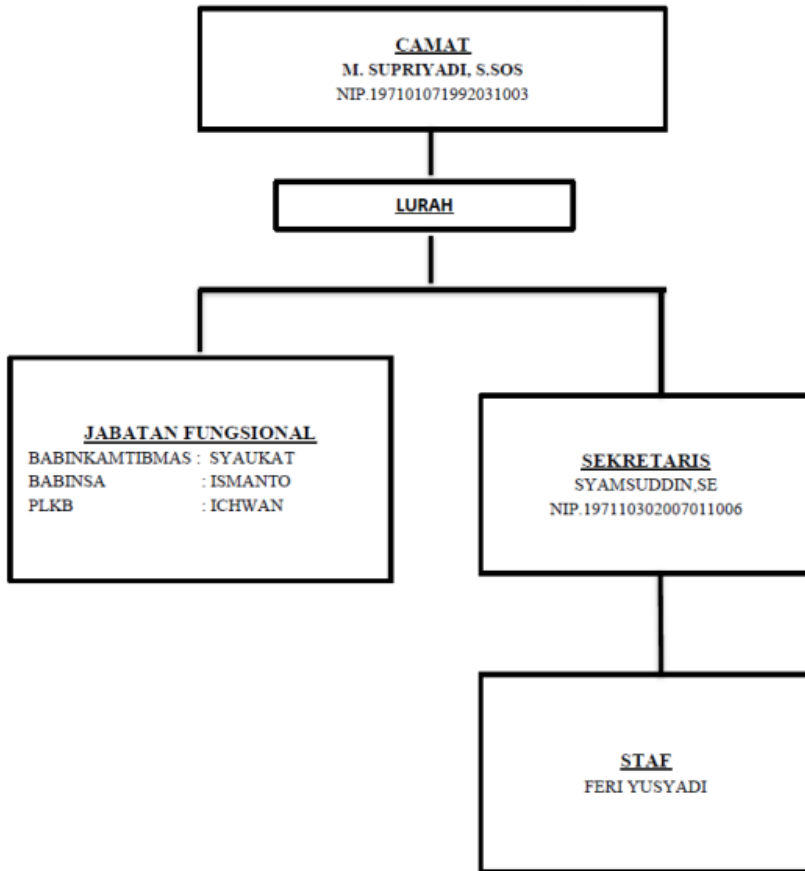 CAMAT
M. SUPRIYADI, S.SOS
NIP.197101071992031003
LURAH
JABATAN FUNGSIONAL
BABINKAMTIBMAS : SYAUKAT
BABINSA : ISMANTO
PLKB : ICHWAN
SEKRETARIS
SYAMSUDDIN,SE
NIP.197110302007011006
STAF
FERI YUSYADI